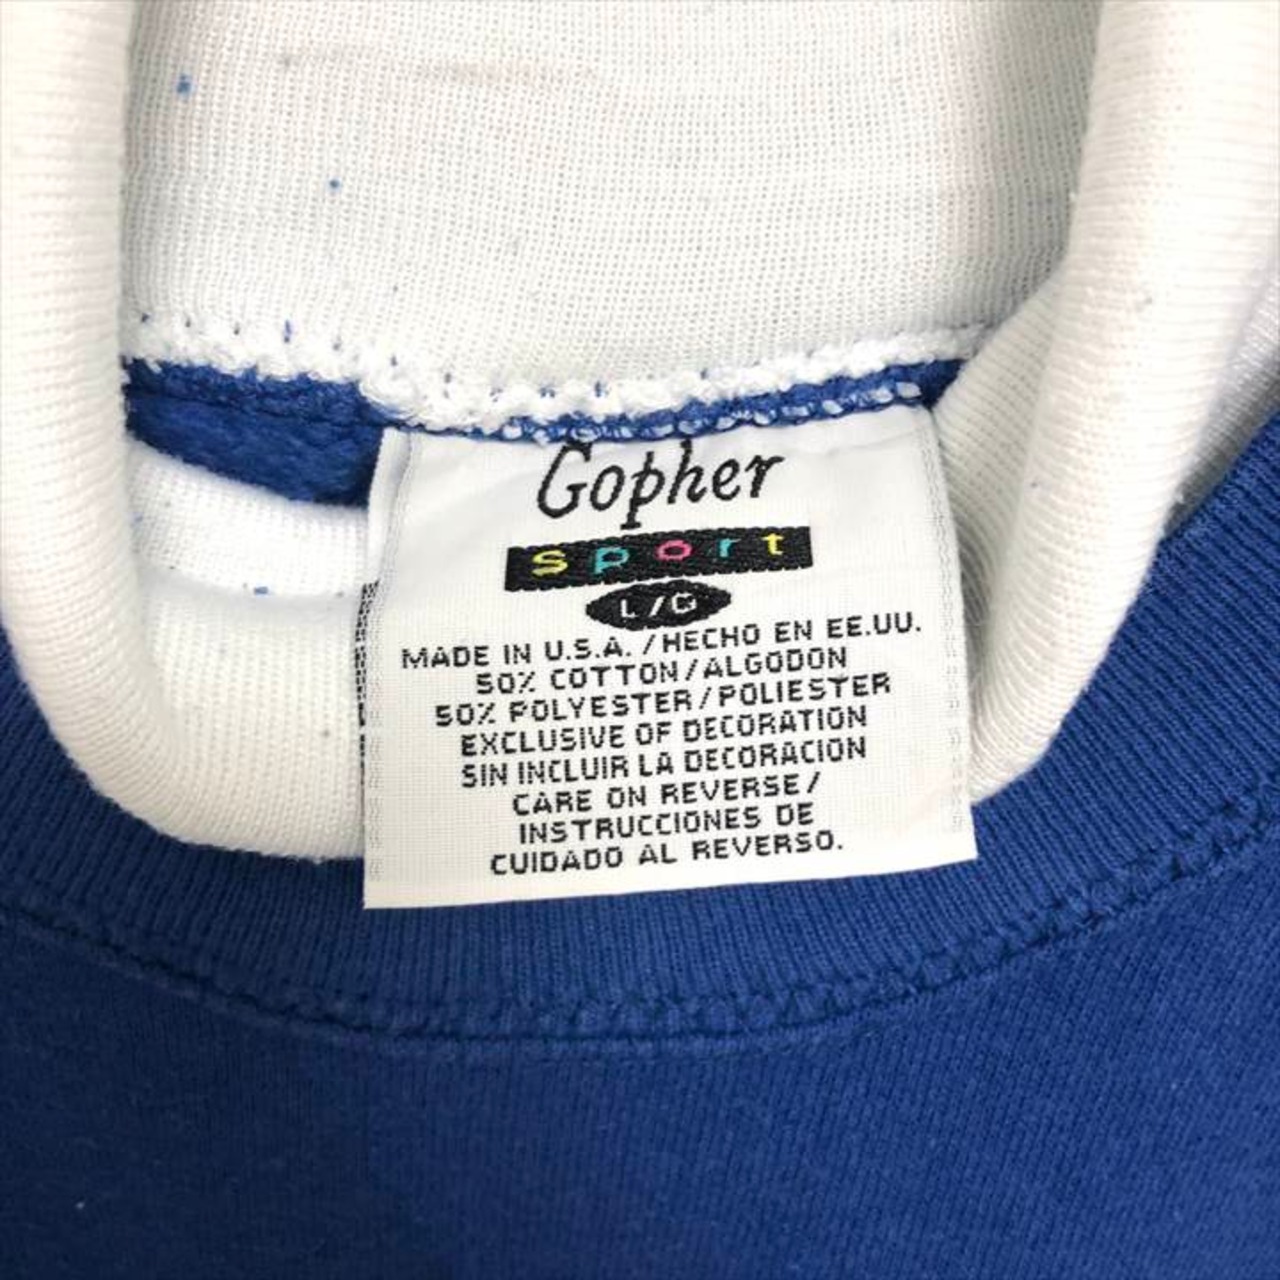 Gopher
sport
L/G
MADE IN U.S.A. /HECHO EN EE.UU.
50% COTTON/ALGODON
50% POLYESTER/POLIESTER
EXCLUSIVE OF DECORATION
SIN INCLUIR LA DECORACION
CARE ON REVERSE/
INSTRUCCIONES DE
CUIDADO AL REVERSO.